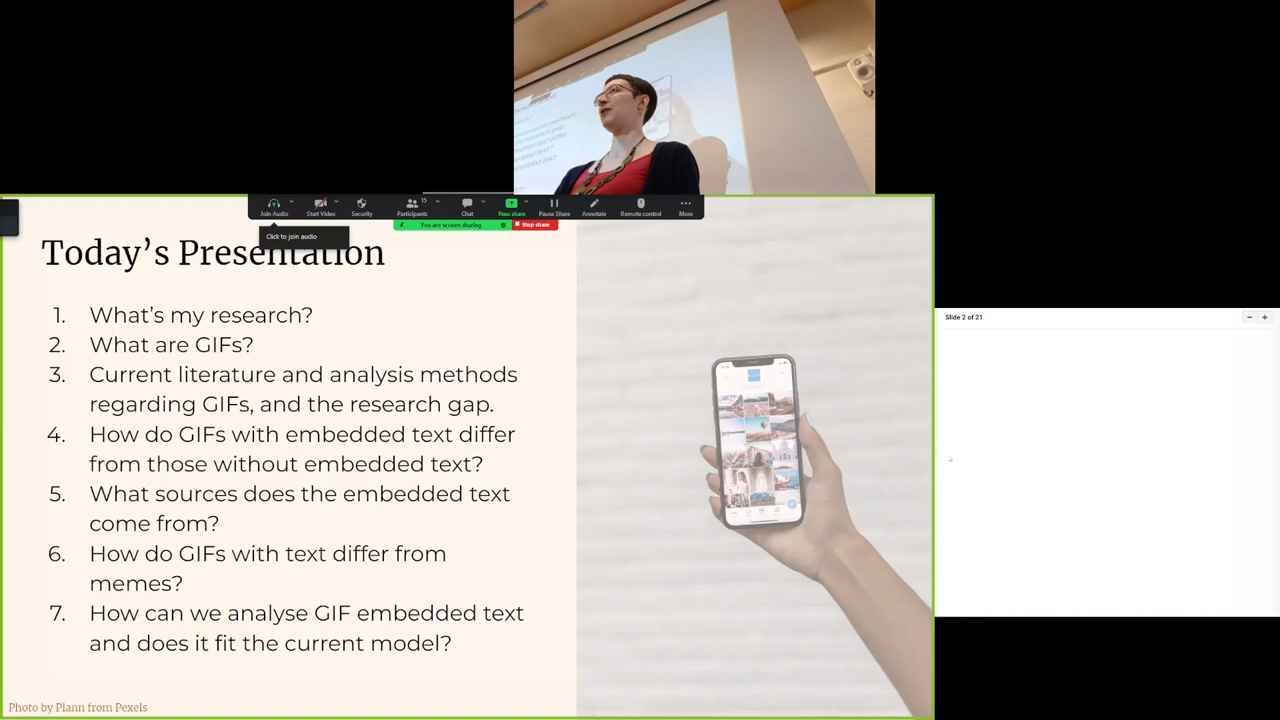 Join Audio
Start Video
Security
Participants
15
Chat
New share
Pause Share
Annotate
Remote control
More
You are screen sharing
Stop share
Click to join audio
Today's Presentation
1. What's my research?
2. What are GIFs?
3. Current literature and analysis methods
regarding GIFs, and the research gap.
4. How do GIFs with embedded text differ
from those without embedded text?
5. What sources does the embedded text
come from?
6. How do GIFs with text differ from
memes?
7. How can we analyse GIF embedded text
and does it fit the current model?
Photo by Plann from Pexels
Slide 2 of 21